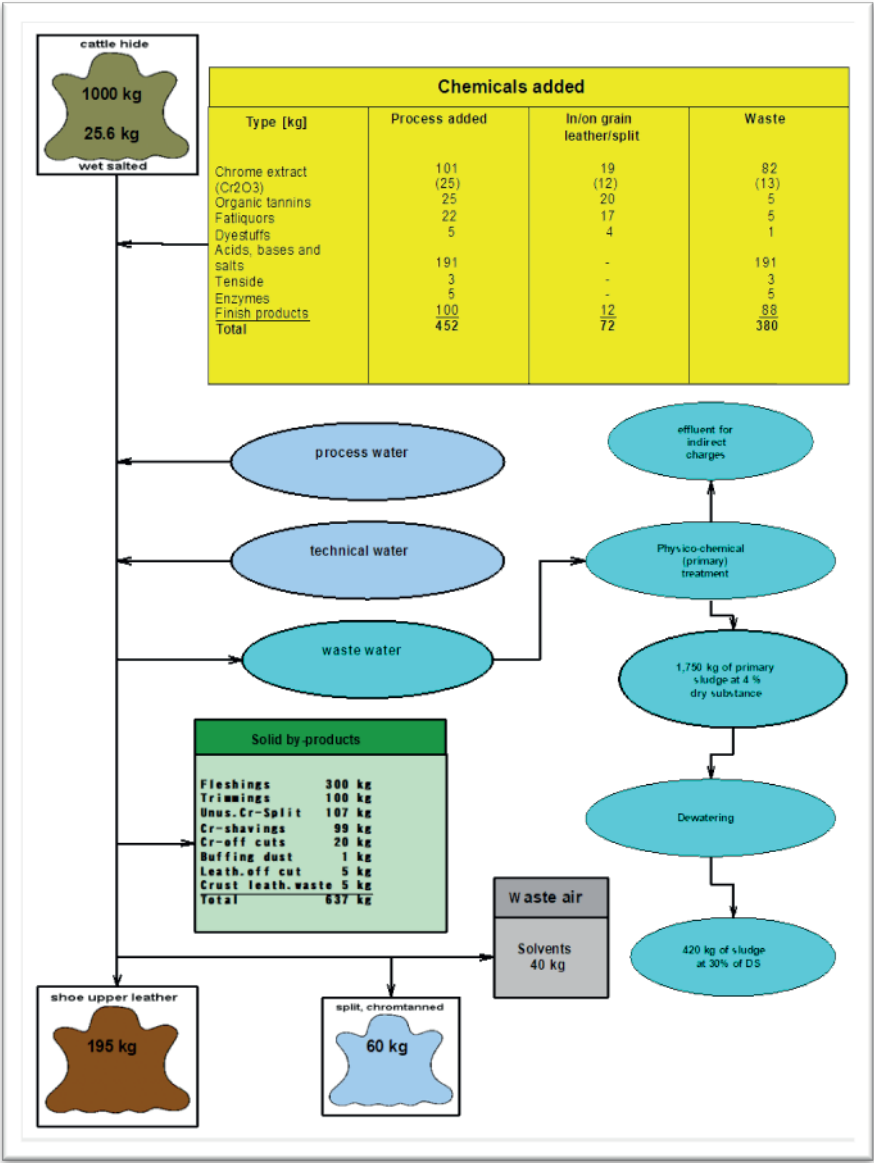 cattle hide
1000 kg
25.6 kg
wet salted
Chemicals added
Type [kg] Process added In/on grain leather/split Waste
Chrome extract 101 19 82
(Cr2O3) (25) (12) (13)
Organic tannins 25 20 5
Fatliquors 22 17 5
Dyestuffs 5 4 1
Acids, bases and
salts 191 - 191
Tenside 3 - 3
Enzymes 5 - 5
Finish products 100 12 88
Total 452 72 380
effluent for
indirect
charges
process water
technical water
Physico-chemical
(primary)
treatment
waste water
1,750 kg of primary
sludge at 4 %
dry substance
Solid by-products
Fleshings 300 kg
Trimmings 100 kg
Unus.Cr-Split 107 kg
Cr-shavings 99 kg
Cr-off cuts 20 kg
Buffing dust 1 kg
Leath.off cut 5 kg
Crust leath.waste 5 kg
Total 637 kg
Dewatering
Waste air
Solvents
40 kg
420 kg of sludge
at 30% of DS
shoe upper leather
195 kg
split, chromtanned
60 kg